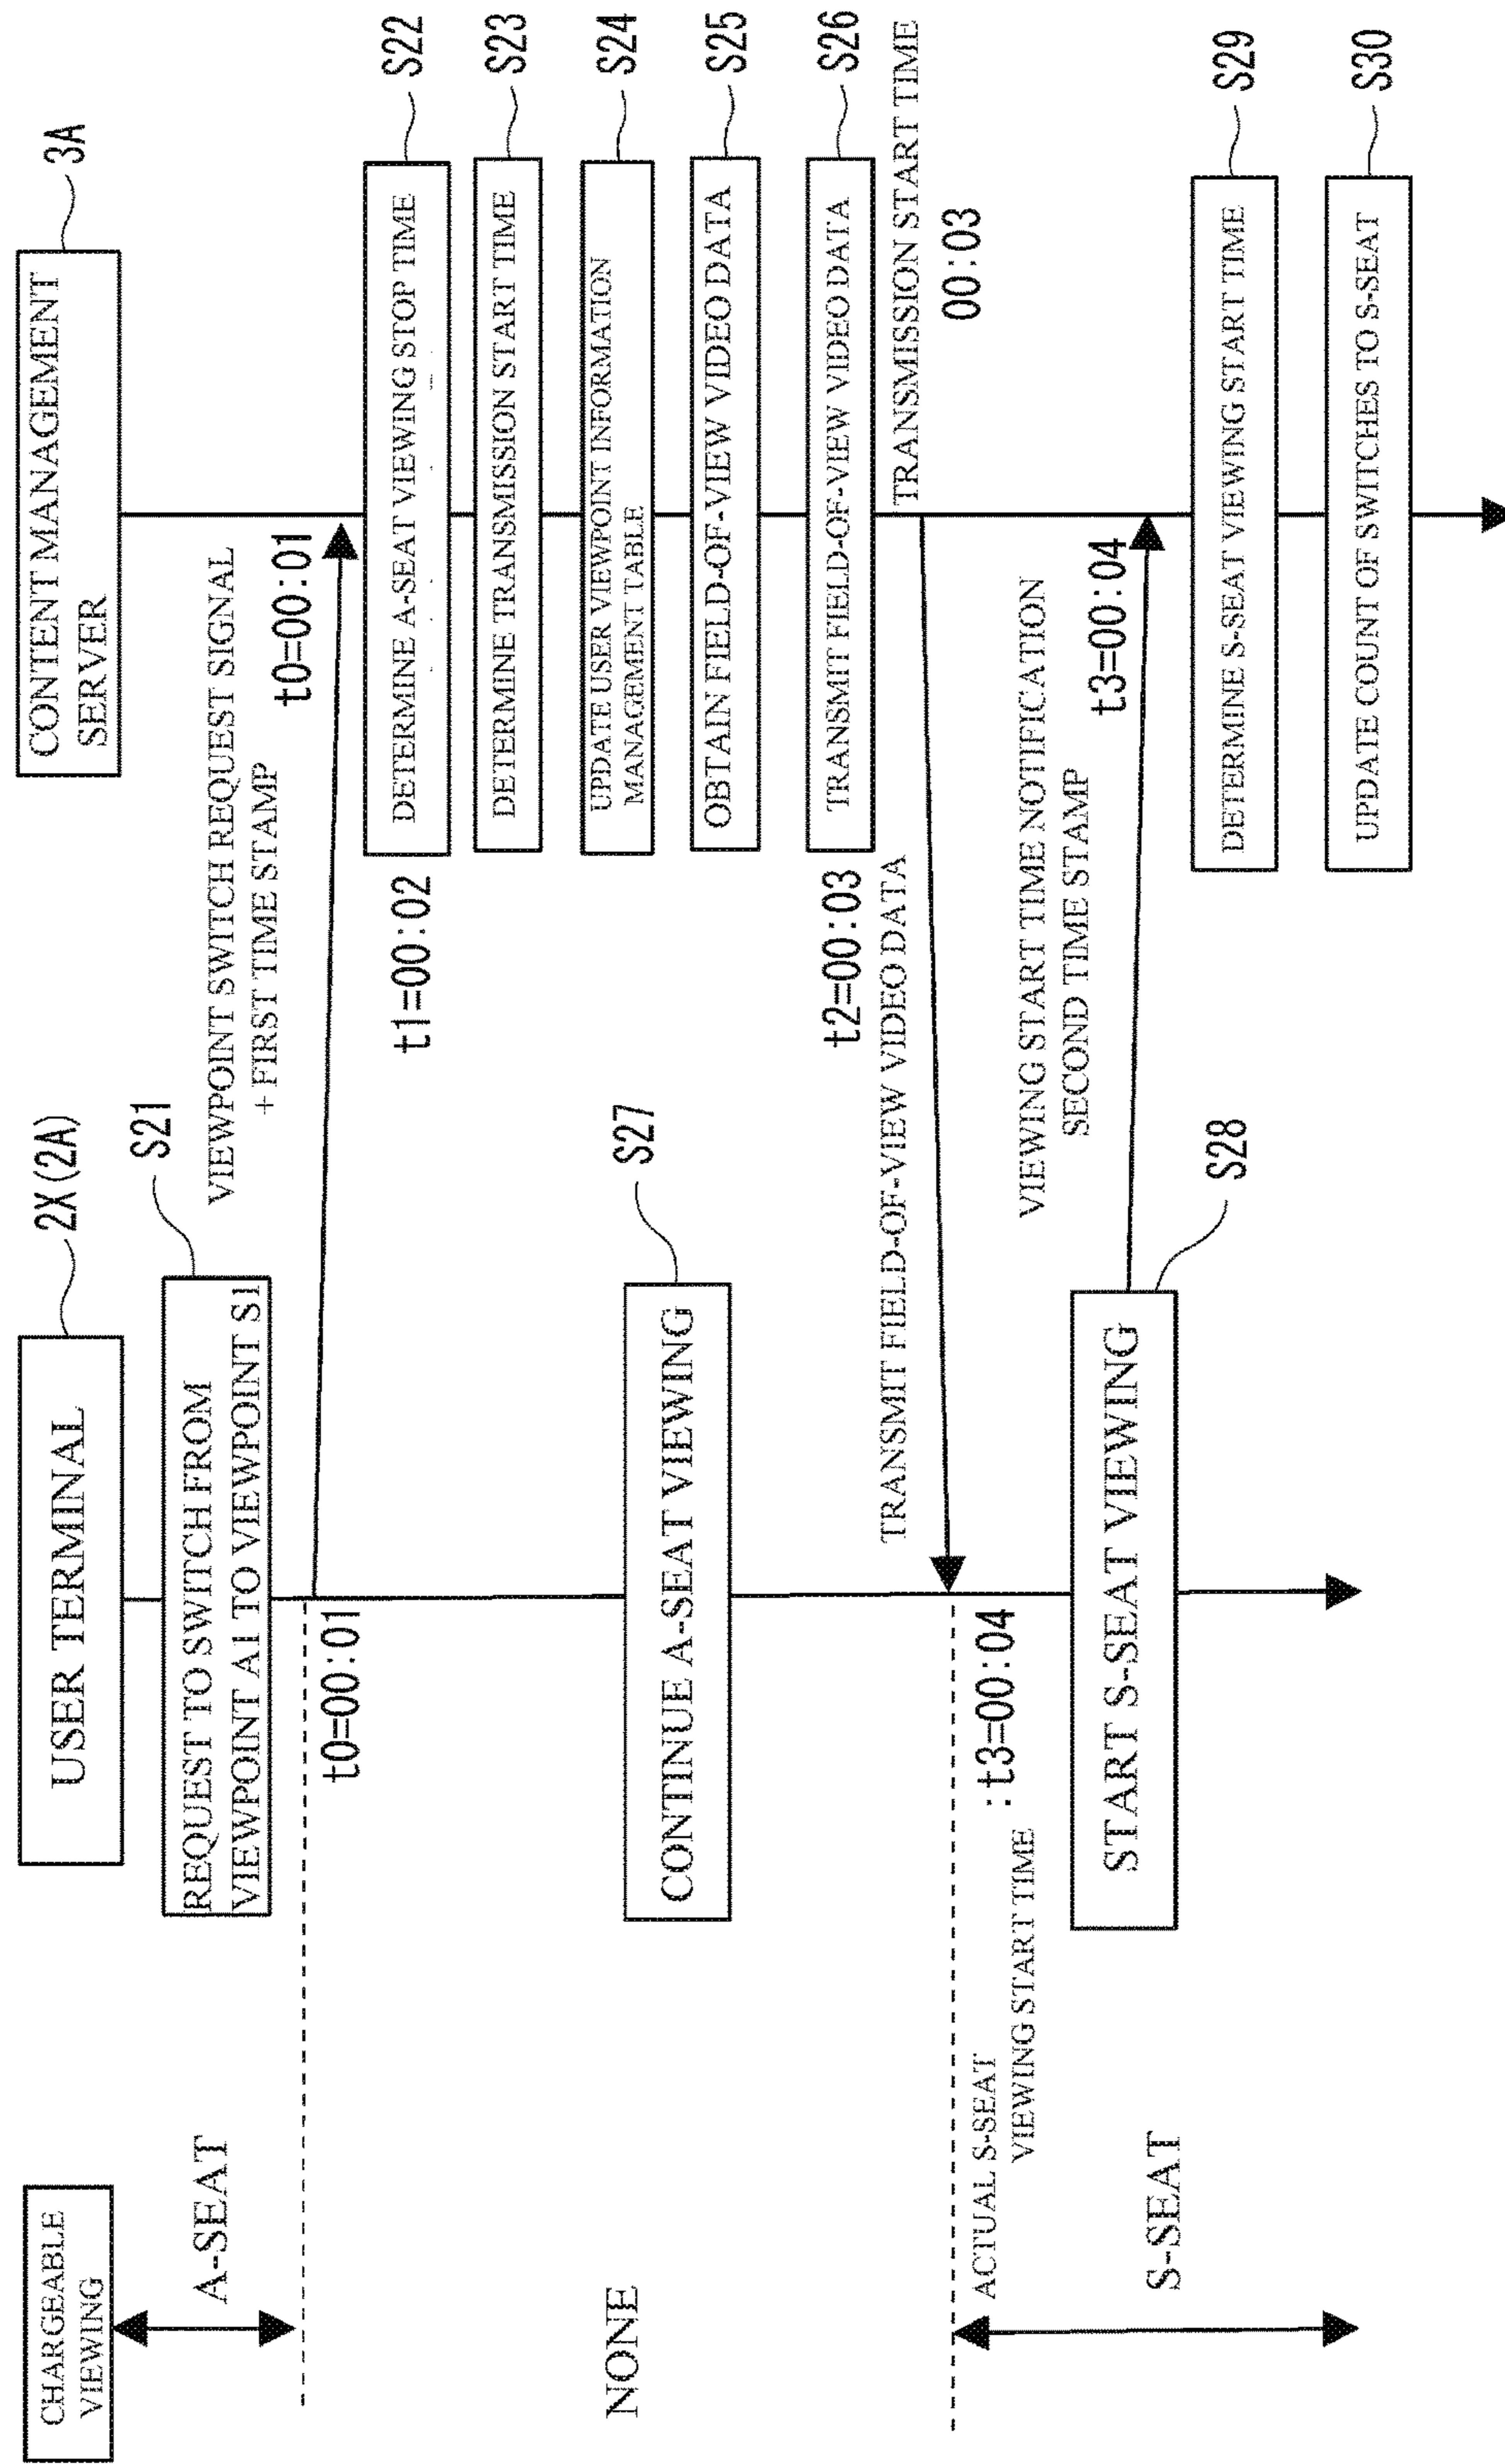 CHARGEABLE
VIEWING
USER TERMINAL
2X(2A)
CONTENT MANAGEMENT
SERVER
3A
A-SEAT
REQUEST TO SWITCH FROM
VIEWPOINT A1 TO VIEWPOINT S1
S21
VIEWPOINT SWITCH REQUEST SIGNAL
+ FIRST TIME STAMP
t0=00:01
t0=00:01
t1=00:02
DETERMINE A-SEAT VIEWING STOP TIME
S22
DETERMINE TRANSMISSION START TIME
S23
UPDATE USER VIEWPOINT INFORMATION
MANAGEMENT TABLE
S24
NONE
CONTINUE A-SEAT VIEWING
S27
OBTAIN FIELD-OF-VIEW VIDEO DATA
S25
t2=00:03
TRANSMIT FIELD-OF-VIEW VIDEO DATA
S26
TRANSMIT FIELD-OF-VIEW VIDEO DATA
TRANSMISSION START TIME
00:03
ACTUAL S-SEAT
VIEWING START TIME
:t3=00:04
VIEWING START TIME NOTIFICATION
SECOND TIME STAMP
t3=00:04
S-SEAT
START S-SEAT VIEWING
S28
DETERMINE S-SEAT VIEWING START TIME
S29
UPDATE COUNT OF SWITCHES TO S-SEAT
S30